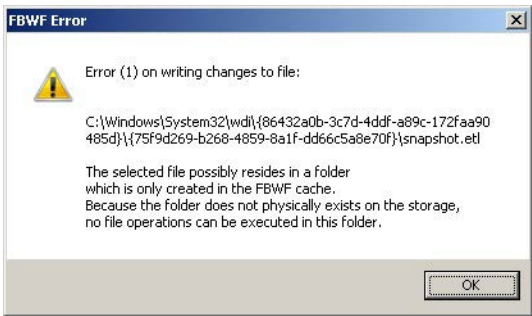 FBWF Error
Error (1) on writing changes to file:
C:\Windows\System32\wdi\{86432a0b-3c7d-4ddf-a89c-172faa90
485d}\{75f9d269-b268-4859-8a1f-dd66c5a8e70f}\snapshot.etl
The selected file possibly resides in a folder
which is only created in the FBWF cache.
Because the folder does not physically exists on the storage,
no file operations can be executed in this folder.
OK